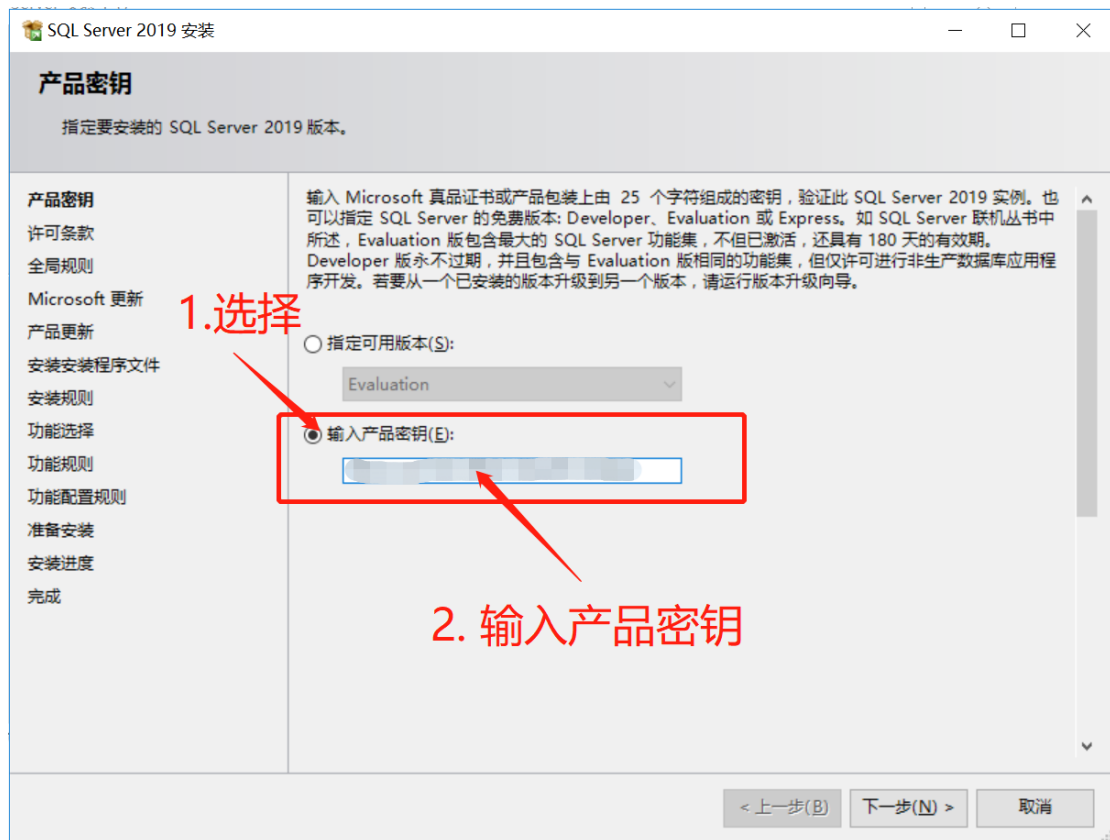 SQL Server 2019 安装
产品密钥
指定要安装的 SQL Server 2019 版本。
产品密钥
许可条款
全局规则
Microsoft 更新
产品更新
安装安装程序文件
安装规则
功能选择
功能规则
功能配置规则
准备安装
安装进度
完成
输入 Microsoft 真品证书或产品包装上由 25 个字符组成的密钥，验证此 SQL Server 2019 实例。也
可以指定 SQL Server 的免费版本: Developer、Evaluation 或 Express。如 SQL Server 联机丛书中
所述，Evaluation 版包含最大的 SQL Server 功能集，不但已激活，还具有 180 天的有效期。
Developer 版永不过期，并且包含与 Evaluation 版相同的功能集，但仅许可进行非生产数据库应用程
序开发。若要从一个已安装的版本升级到另一个版本，请运行版本升级向导。
1.选择
指定可用版本(S):
Evaluation
输入产品密钥(E):
2. 输入产品密钥
< 上一步(B)
下一步(N) >
取消